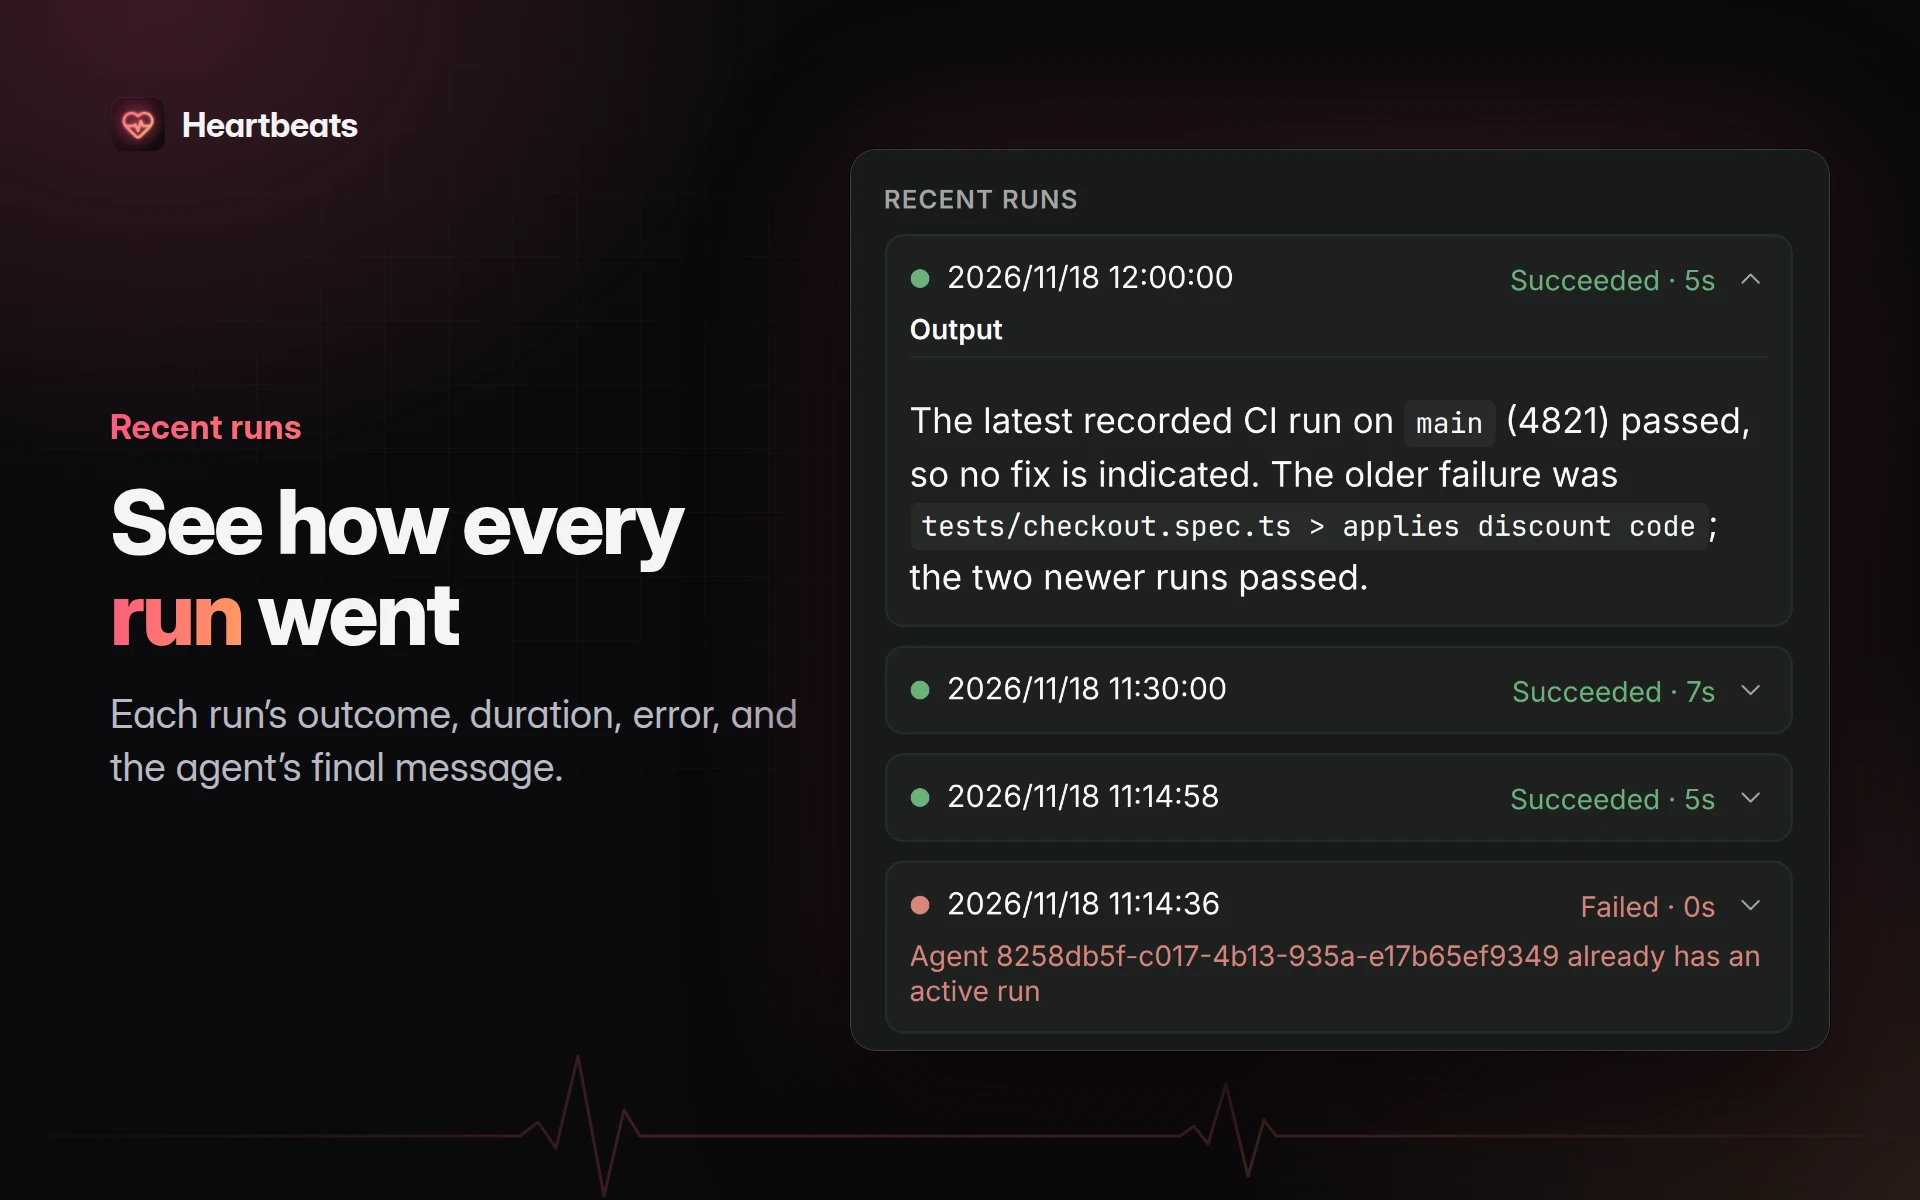 Heartbeats
Recent runs
See how every
run went
Each run’s outcome, duration, error, and
the agent’s final message.
RECENT RUNS
2026/11/18 12:00:00 Succeeded · 5s
Output
The latest recorded CI run on main (4821) passed,
so no fix is indicated. The older failure was
tests/checkout.spec.ts > applies discount code;
the two newer runs passed.
2026/11/18 11:30:00 Succeeded · 7s
2026/11/18 11:14:58 Succeeded · 5s
2026/11/18 11:14:36 Failed · 0s
Agent 8258db5f-c017-4b13-935a-e17b65ef9349 already has an
active run